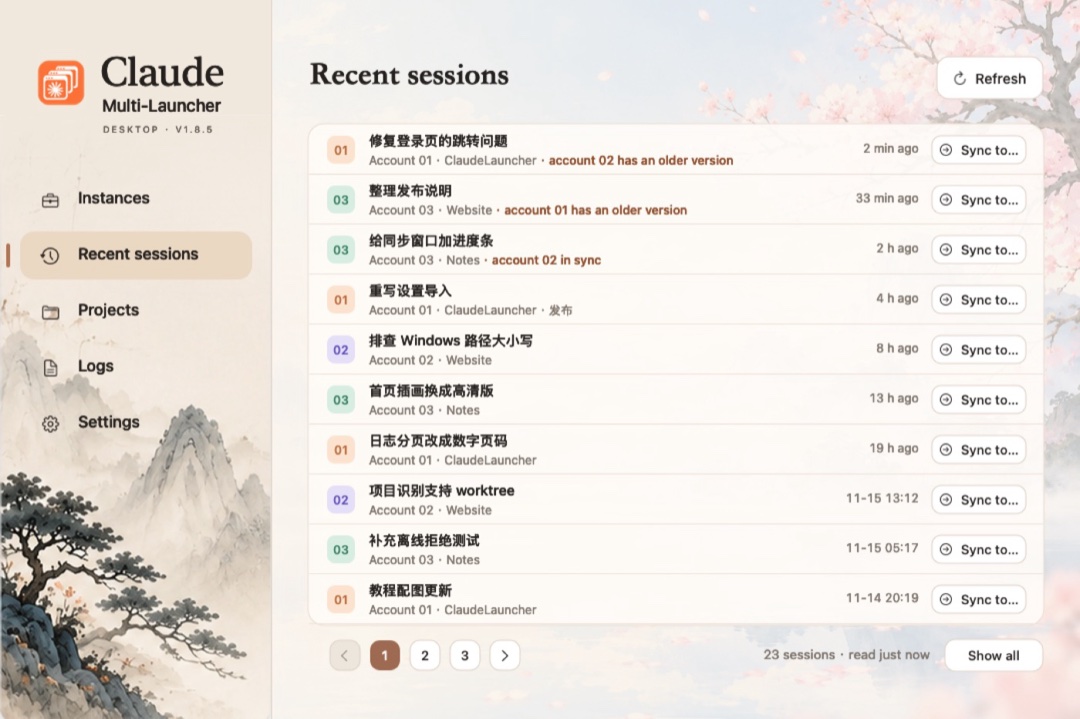 Claude
Multi-Launcher
DESKTOP · V1.8.5
Instances
Recent sessions
Projects
Logs
Settings
Recent sessions
Refresh
01
修复登录页的跳转问题
Account 01 · ClaudeLauncher · account 02 has an older version
2 min ago
Sync to...
03
整理发布说明
Account 03 · Website · account 01 has an older version
33 min ago
Sync to...
03
给同步窗口加进度条
Account 03 · Notes · account 02 in sync
2 h ago
Sync to...
01
重写设置导入
Account 01 · ClaudeLauncher · 发布
4 h ago
Sync to...
02
排查 Windows 路径大小写
Account 02 · Website
8 h ago
Sync to...
03
首页插画换成高清版
Account 03 · Notes
13 h ago
Sync to...
01
日志分页改成数字页码
Account 01 · ClaudeLauncher
19 h ago
Sync to...
02
项目识别支持 worktree
Account 02 · Website
11-15 13:12
Sync to...
03
补充离线拒绝测试
Account 03 · Notes
11-15 05:17
Sync to...
01
教程配图更新
Account 01 · ClaudeLauncher
11-14 20:19
Sync to...
1
2
3
23 sessions · read just now
Show all